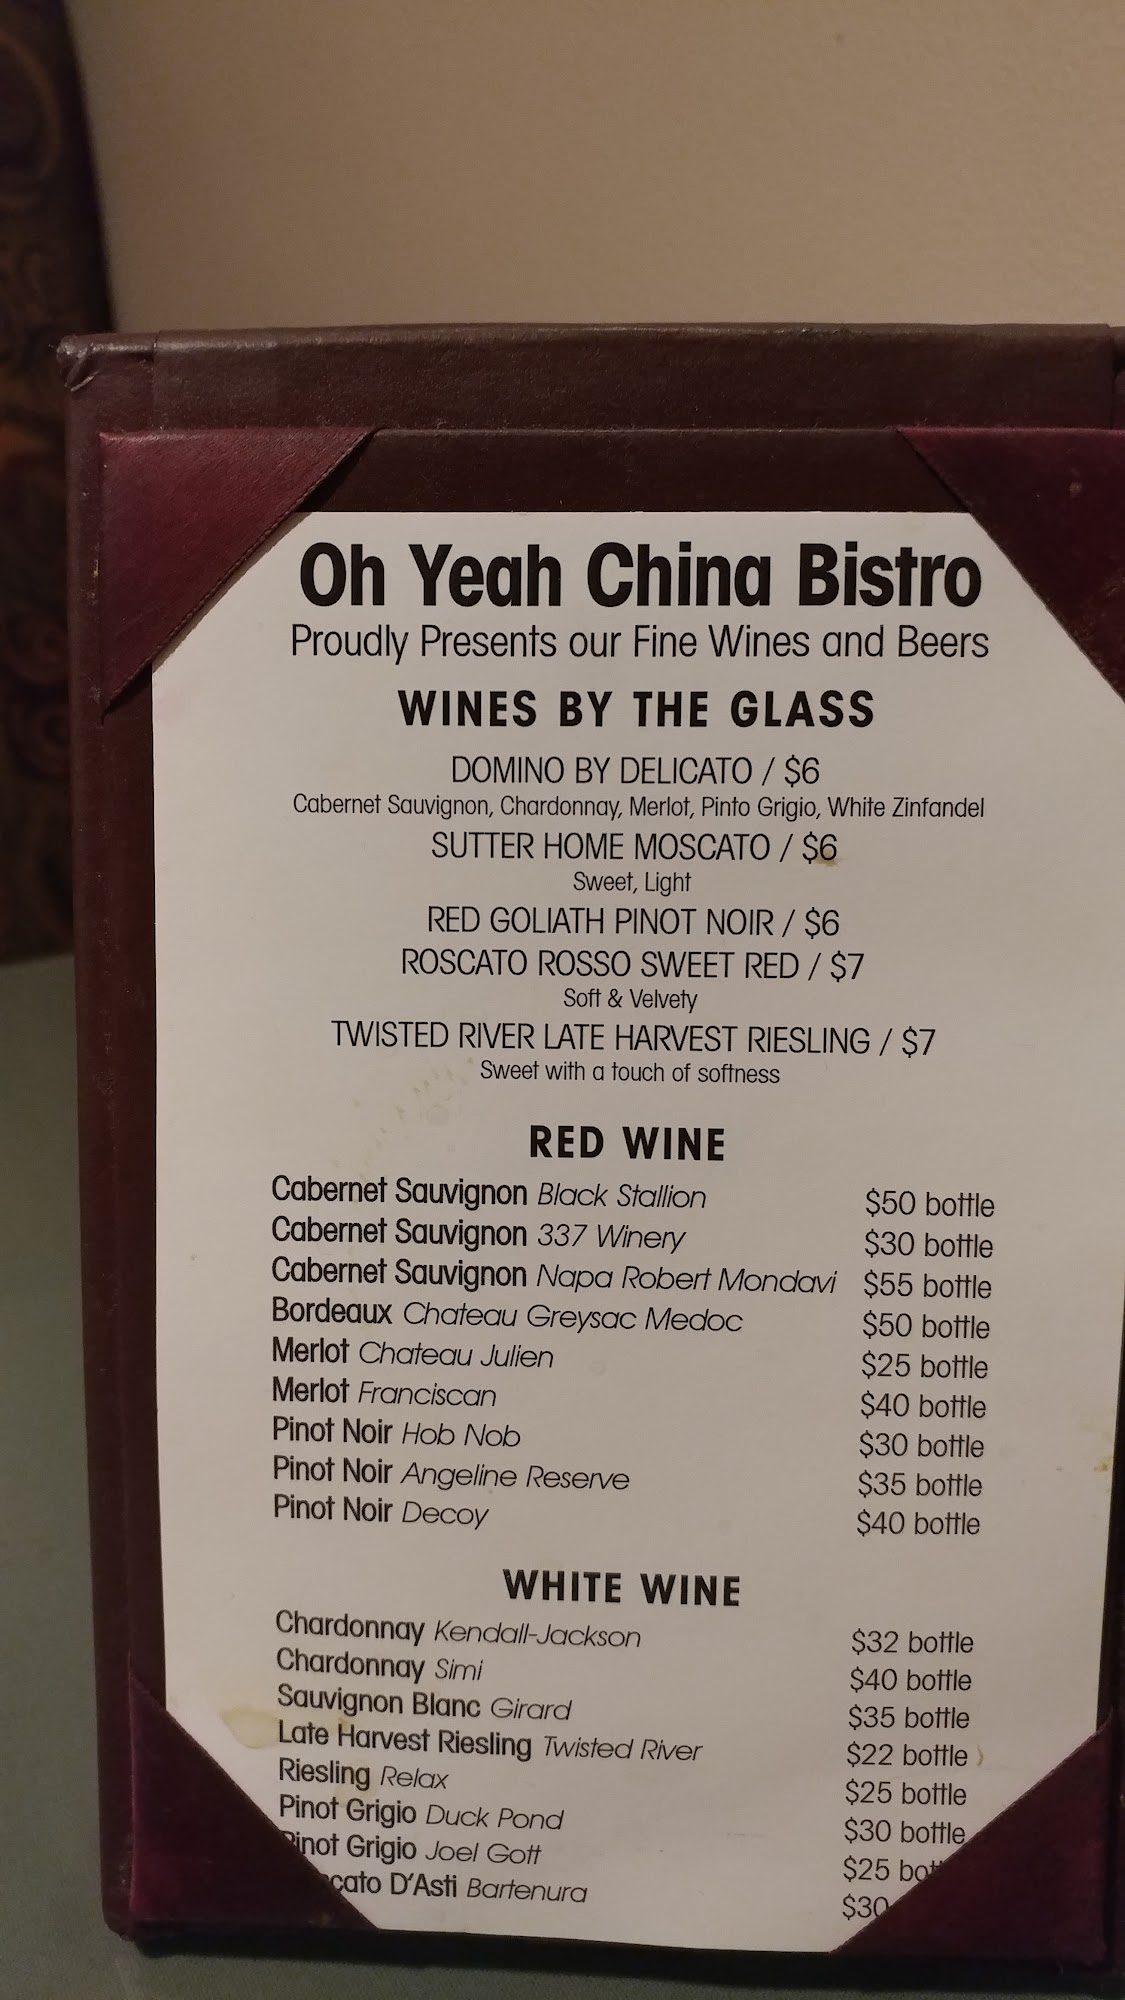 Oh Yeah China Bistro
Proudly Presents our Fine Wines and Beers
WINES BY THE GLASS
DOMINO BY DELICATO / $6
Cabernet Sauvignon, Chardonnay, Merlot, Pinto Grigio, White Zinfandel
SUTTER HOME MOSCATO / $6
Sweet, Light
RED GOLIATH PINOT NOIR / $6
ROSCATO ROSSO SWEET RED / $7
Soft & Velvety
TWISTED RIVER LATE HARVEST RIESLING / $7
Sweet with a touch of softness
RED WINE
Cabernet Sauvignon Black Stallion $50 bottle
Cabernet Sauvignon 337 Winery $30 bottle
Cabernet Sauvignon Napa Robert Mondavi $55 bottle
Bordeaux Chateau Greysac Medoc $50 bottle
Merlot Chateau Julien $25 bottle
Merlot Franciscan $40 bottle
Pinot Noir Hob Nob $30 bottle
Pinot Noir Angeline Reserve $35 bottle
Pinot Noir Decoy $40 bottle
WHITE WINE
Chardonnay Kendall-Jackson $32 bottle
Chardonnay Simi $40 bottle
Sauvignon Blanc Girard $35 bottle
Late Harvest Riesling Twisted River $22 bottle
Riesling Relax $25 bottle
Pinot Grigio Duck Pond $30 bottle
Pinot Grigio Joel Gott $25
D'Asti Bartenura $30